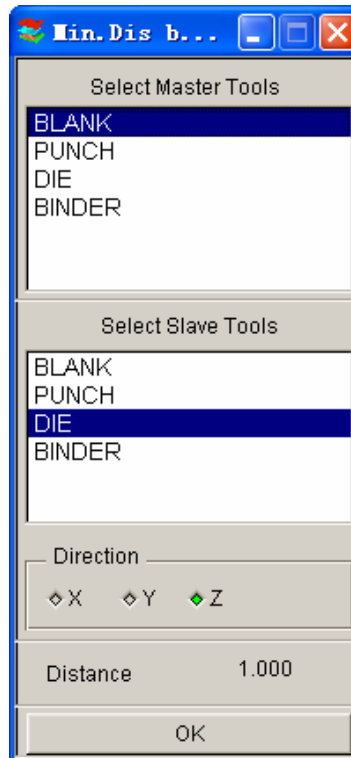 Min.Dis b...
Select Master Tools
BLANK
PUNCH
DIE
BINDER
Select Slave Tools
BLANK
PUNCH
DIE
BINDER
Direction
X Y Z
Distance 1.000
OK